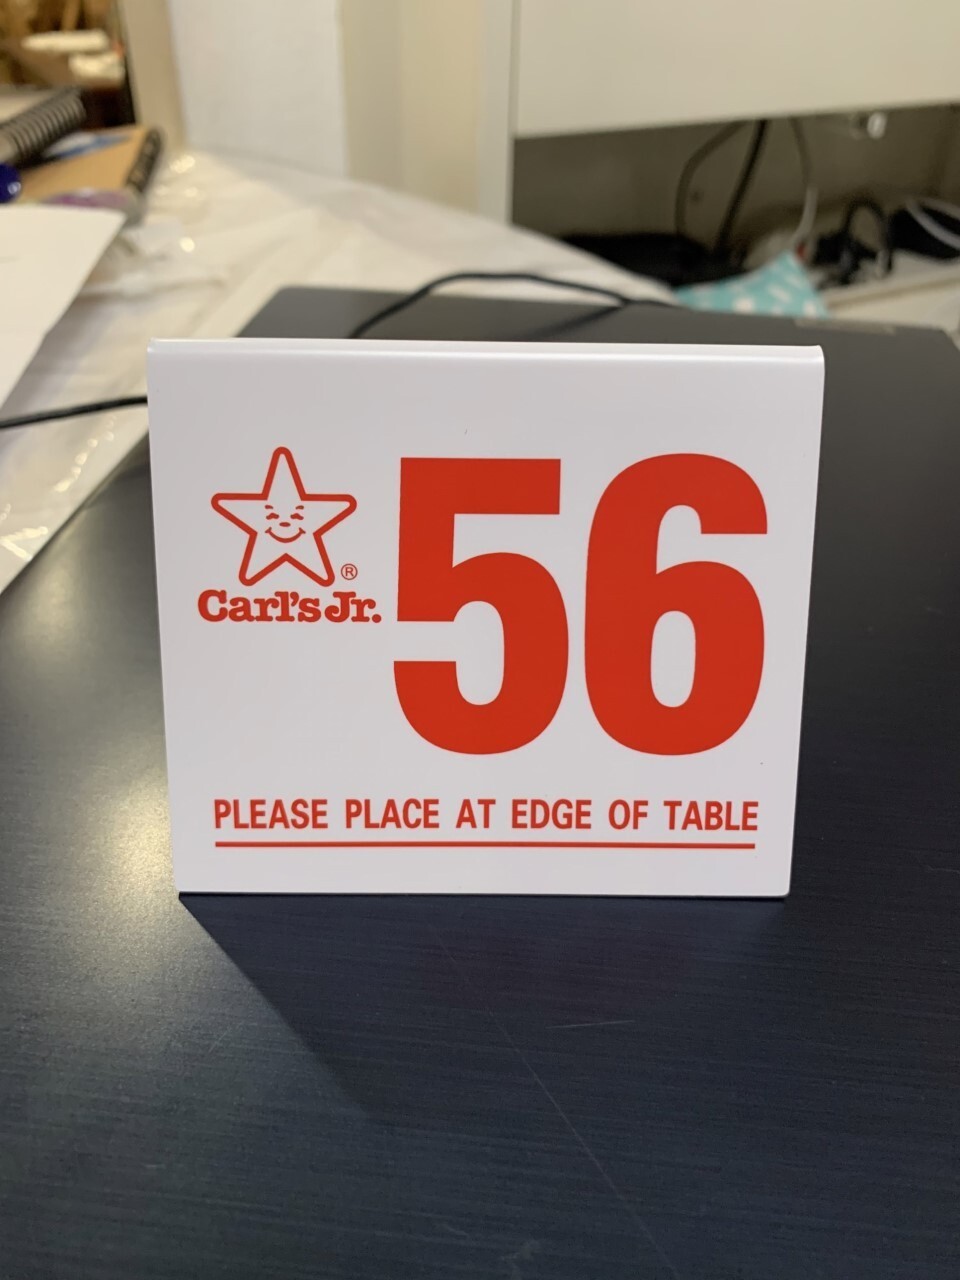 56
®
Carl's Jr.
PLEASE PLACE AT EDGE OF TABLE